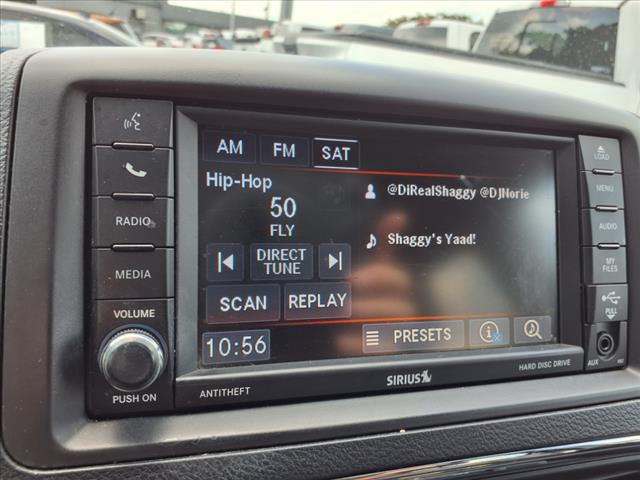 AM FM SAT
Hip-Hop
50
FLY
DIRECT
TUNE
SCAN REPLAY
10:56
@DiRealShaggy @DJNorie
Shaggy's Yaad!
PRESETS
RADIO
MEDIA
VOLUME
PUSH ON
ANTITHEFT
SIRIUS
HARD DISC DRIVE
LOAD
MENU
AUDIO
MY
FILES
PULL
AUX